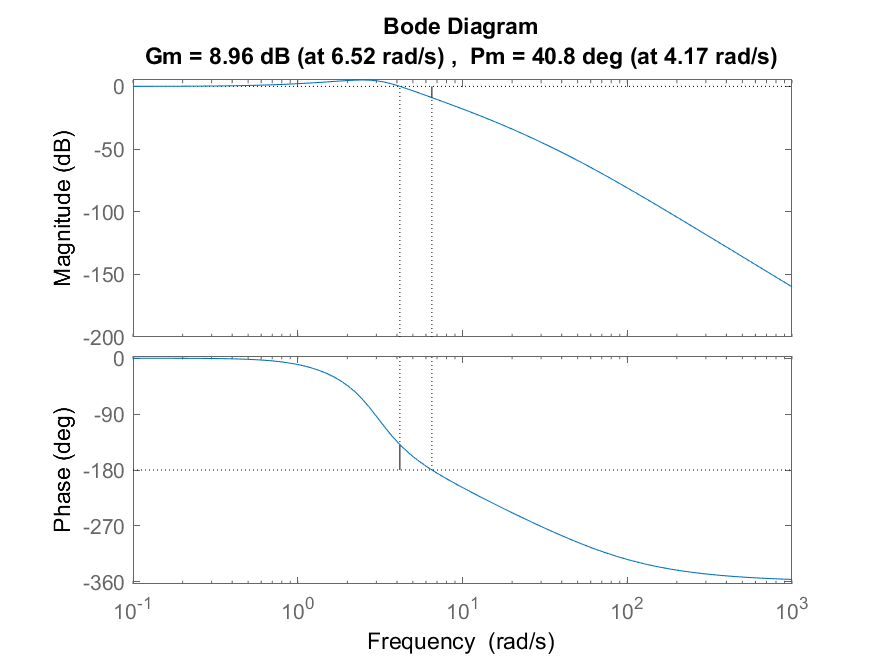 Bode Diagram
Gm = 8.96 dB (at 6.52 rad/s) ,  Pm = 40.8 deg (at 4.17 rad/s)
0
-50
-100
-150
-200
Magnitude (dB)
0
-90
-180
-270
-360
Phase (deg)
10^-1 10^0 10^1 10^2 10^3
Frequency  (rad/s)